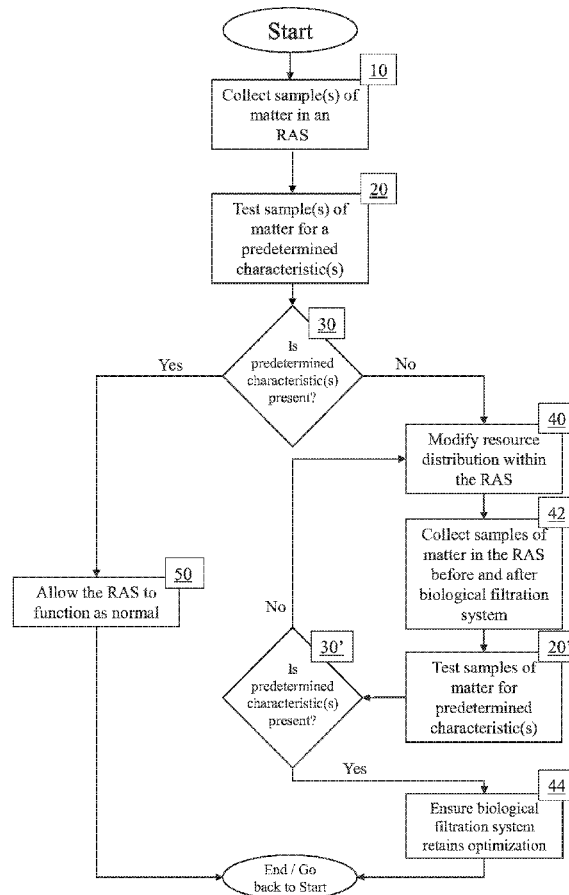 Start
10
Collect sample(s) of
matter in an
RAS
20
Test sample(s) of
matter for a
predetermined
characteristic(s)
30
Is
predetermined
characteristic(s)
present?
Yes
No
40
Modify resource
distribution within
the RAS
42
Collect samples of
matter in the RAS
before and after
biological filtration
system
50
Allow the RAS to
function as normal
No
30'
Is
predetermined
characteristic(s)
present?
20'
Test samples of
matter for
predetermined
characteristic(s)
Yes
44
Ensure biological
filtration system
retains optimization
End / Go
back to Start